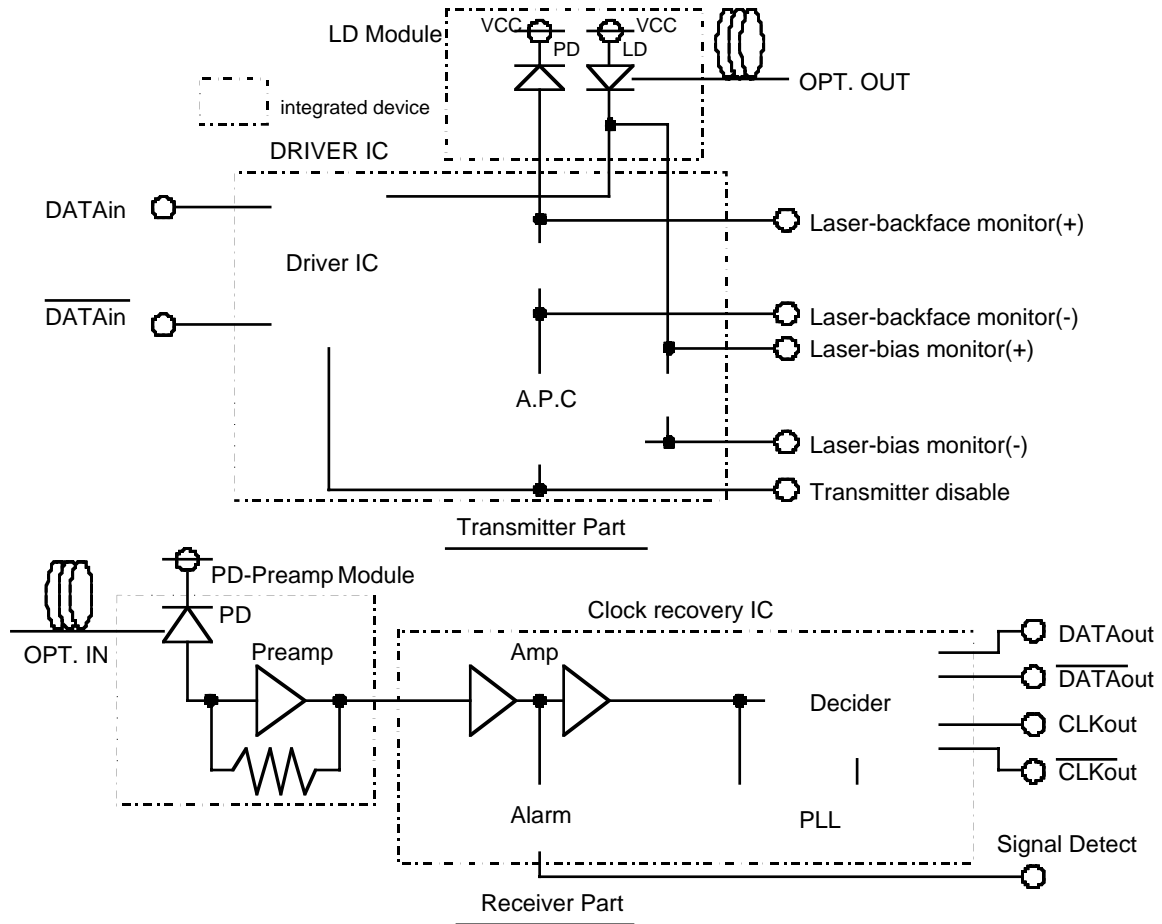 LD Module
VCC
VCC
PD
LD
OPT. OUT
integrated device
DRIVER IC
DATAin
Laser-backface monitor(+)
Driver IC
DATAin
Laser-backface monitor(-)
Laser-bias monitor(+)
A.P.C
Laser-bias monitor(-)
Transmitter disable
Transmitter Part
PD-Preamp Module
PD
Clock recovery IC
OPT. IN
Preamp
Amp
DATAout
DATAout
Decider
CLKout
CLKout
Alarm
PLL
Signal Detect
Receiver Part